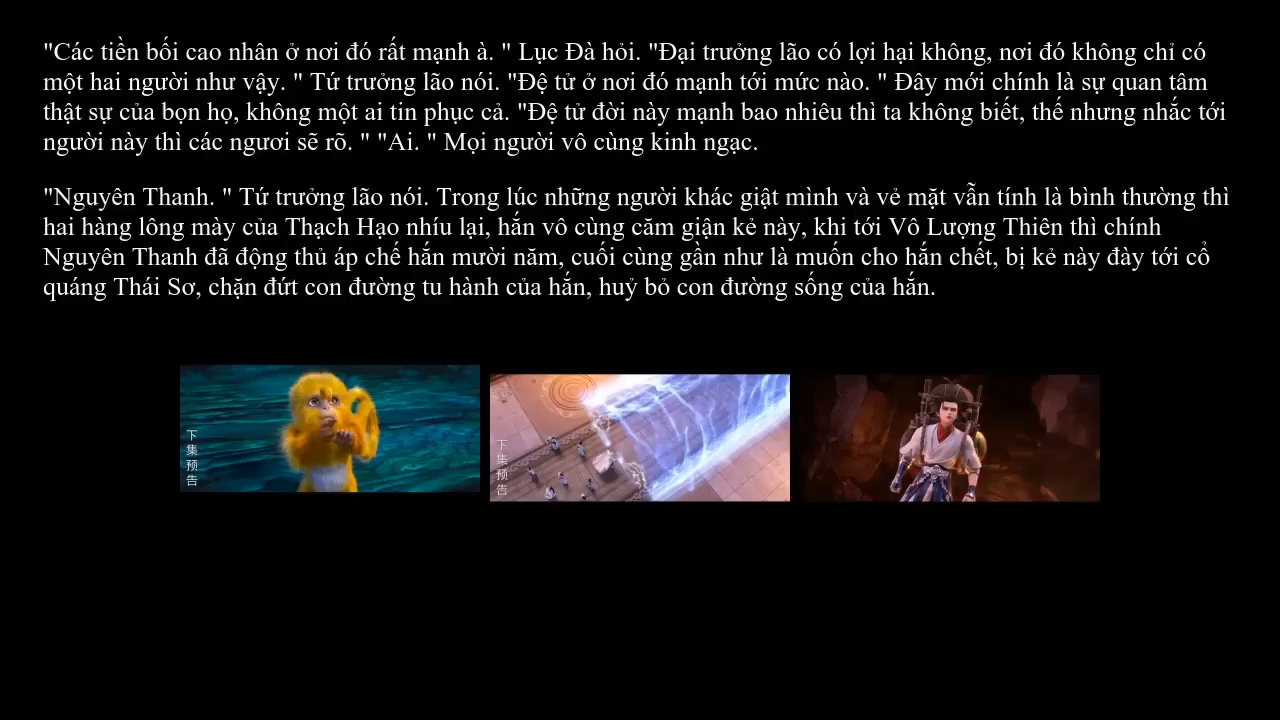 "Các tiền bối cao nhân ở nơi đó rất mạnh à. " Lục Đà hỏi. "Đại trưởng lão có lợi hại không, nơi đó không chỉ có
một hai người như vậy. " Tứ trưởng lão nói. "Đệ tử ở nơi đó mạnh tới mức nào. " Đây mới chính là sự quan tâm
thật sự của bọn họ, không một ai tin phục cả. "Đệ tử đời này mạnh bao nhiêu thì ta không biết, thế nhưng nhắc tới
người này thì các ngươi sẽ rõ. " "Ai. " Mọi người vô cùng kinh ngạc.
"Nguyên Thanh. " Tứ trưởng lão nói. Trong lúc những người khác giật mình và vẻ mặt vẫn tính là bình thường thì
hai hàng lông mày của Thạch Hạo nhíu lại, hắn vô cùng căm giận kẻ này, khi tới Vô Lượng Thiên thì chính
Nguyên Thanh đã động thủ áp chế hắn mười năm, cuối cùng gần như là muốn cho hắn chết, bị kẻ này đày tới cổ
quáng Thái Sơ, chặn đứt con đường tu hành của hắn, huỷ bỏ con đường sống của hắn.
下集预告
下集预告